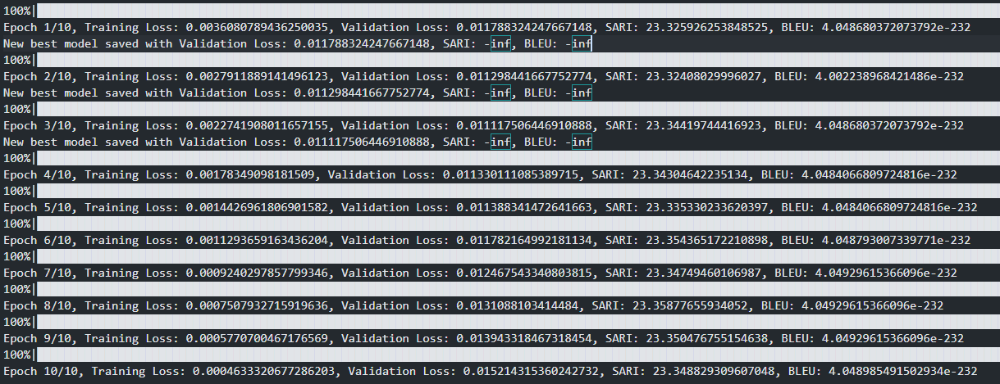 100%|
Epoch 1/10, Training Loss: 0.003608078943625003​5, Validation Loss: 0.011788324247667148, SARI: 23.325926253848525, BLEU: 4.048680372073792e-232
New best model saved with Validation Loss: 0.011788324247667148, SARI: -inf, BLEU: -inf
100%|
Epoch 2/10, Training Loss: 0.0027911889141496123, Validation Loss: 0.011298441667752774, SARI: 23.32408029996027, BLEU: 4.002238968421486e-232
New best model saved with Validation Loss: 0.011298441667752774, SARI: -inf, BLEU: -inf
100%|
Epoch 3/10, Training Loss: 0.0022741908011657155, Validation Loss: 0.011117506446910888, SARI: 23.34419744416923, BLEU: 4.048680372073792e-232
New best model saved with Validation Loss: 0.011117506446910888, SARI: -inf, BLEU: -inf
100%|
Epoch 4/10, Training Loss: 0.00178349098181509, Validation Loss: 0.011330111085389715, SARI: 23.34304642235134, BLEU: 4.0484066809724816e-232
100%|
Epoch 5/10, Training Loss: 0.0014426961806901582, Validation Loss: 0.011388341472641663, SARI: 23.335330233620397, BLEU: 4.0484066809724816e-232
100%|
Epoch 6/10, Training Loss: 0.0011293659163436204, Validation Loss: 0.011782164992181134, SARI: 23.354365172210898, BLEU: 4.048793007339771e-232
100%|
Epoch 7/10, Training Loss: 0.0009240297857799346, Validation Loss: 0.012467543340803815, SARI: 23.34749460106987, BLEU: 4.04929615366096e-232
100%|
Epoch 8/10, Training Loss: 0.0007507932715919636, Validation Loss: 0.0131088103414484, SARI: 23.35877655934052, BLEU: 4.04929615366096e-232
100%|
Epoch 9/10, Training Loss: 0.0005770700467176569, Validation Loss: 0.013943318467318454, SARI: 23.350476755154638, BLEU: 4.04929615366096e-232
100%|
Epoch 10/10, Training Loss: 0.0004633320677286203, Validation Loss: 0.015214315360242732, SARI: 23.348829309607048, BLEU: 4.048985491502934e-232